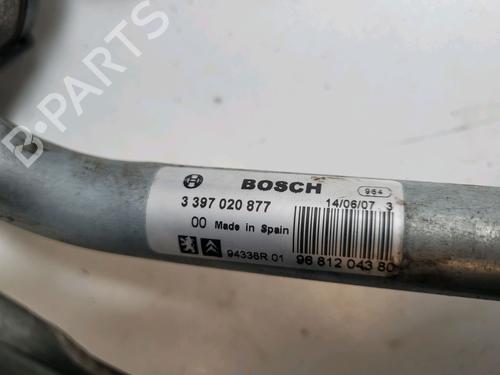 B-PARTS
BOSCH 964
3 397 020 877 14/06/07 3
00 Made in Spain
94336R 01 96 812 043 80